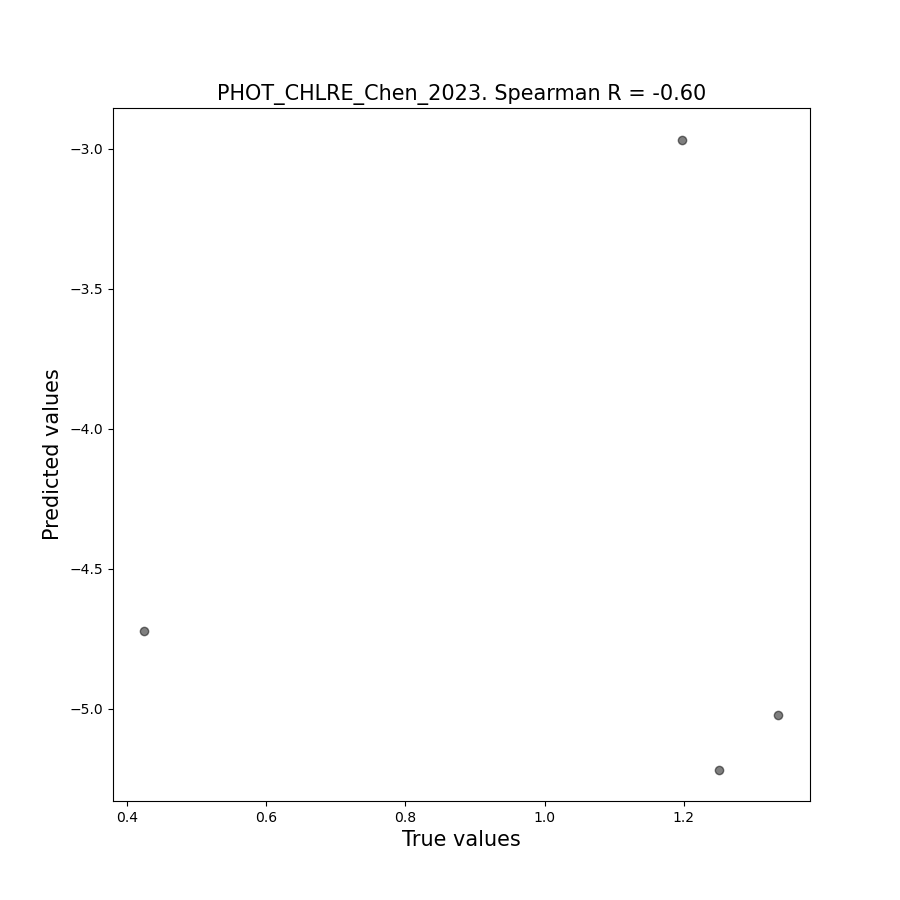 PHOT_CHLRE_Chen_2023. Spearman R = -0.60
−3.0
−3.5
−4.0
−4.5
−5.0
Predicted values
0.4 0.6 0.8 1.0 1.2
True values